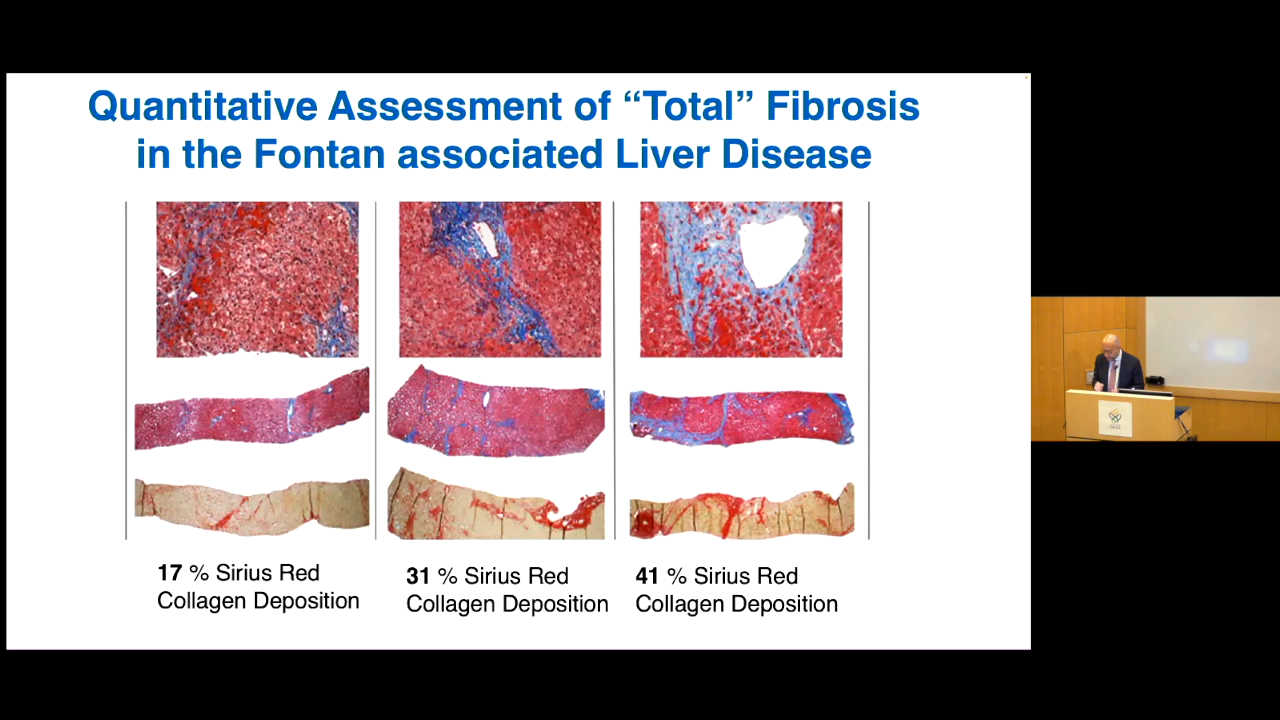 Quantitative Assessment of “Total” Fibrosis
in the Fontan associated Liver Disease
17 % Sirius Red
Collagen Deposition
31 % Sirius Red
Collagen Deposition
41 % Sirius Red
Collagen Deposition